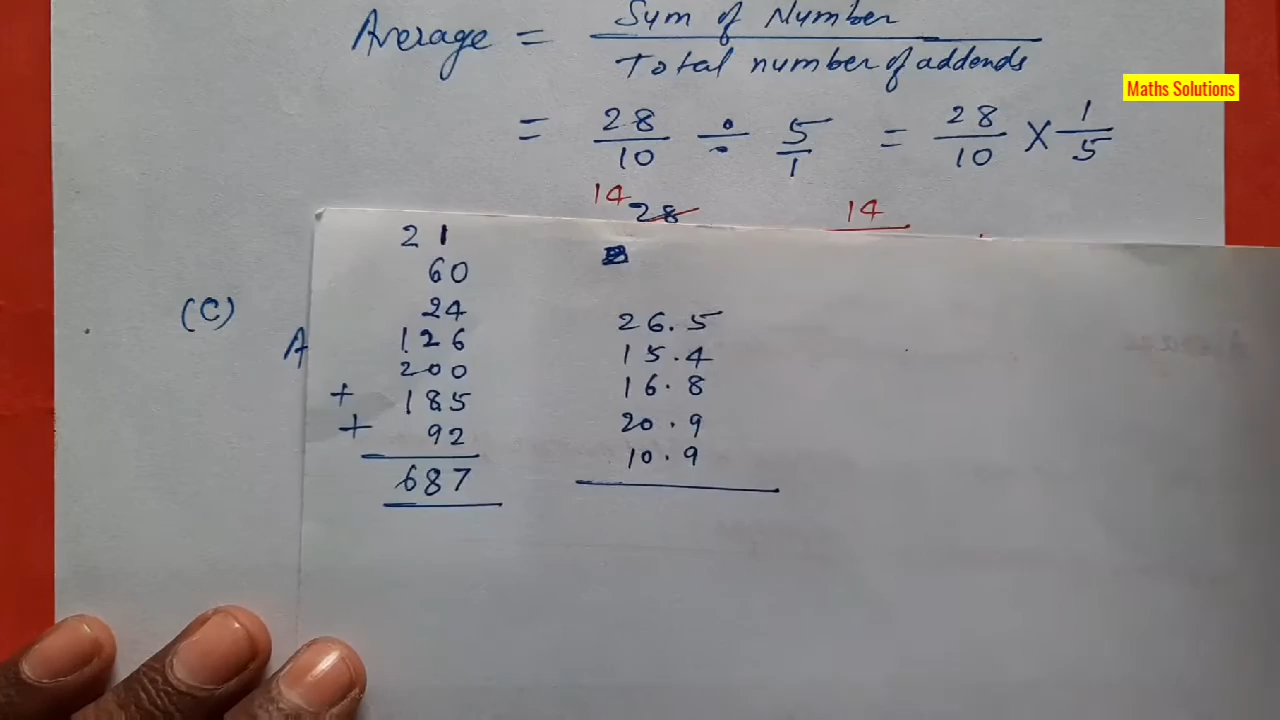 Average = Sum of Number / Total number of addends
Maths Solutions
= 28/10 ÷ 5/1 = 28/10 × 1/5
14 28 14
(C)
A
21
60
24
126
200
+ 185
+ 92
687
26.5
15.4
16.8
20.9
10.9